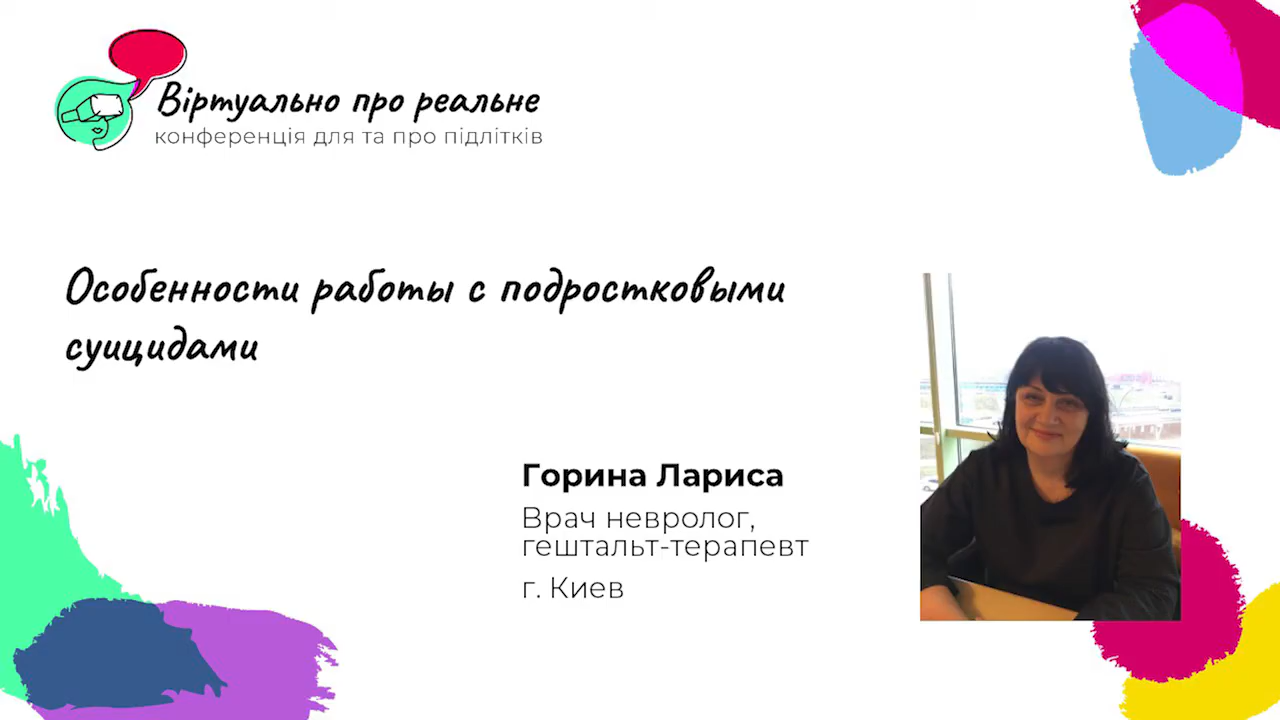 Віртуально про реальне
конференція для та про підлітків
Особенности работы с подростковыми
суицидами
Горина Лариса
Врач невролог,
гештальт-терапевт
г. Киев